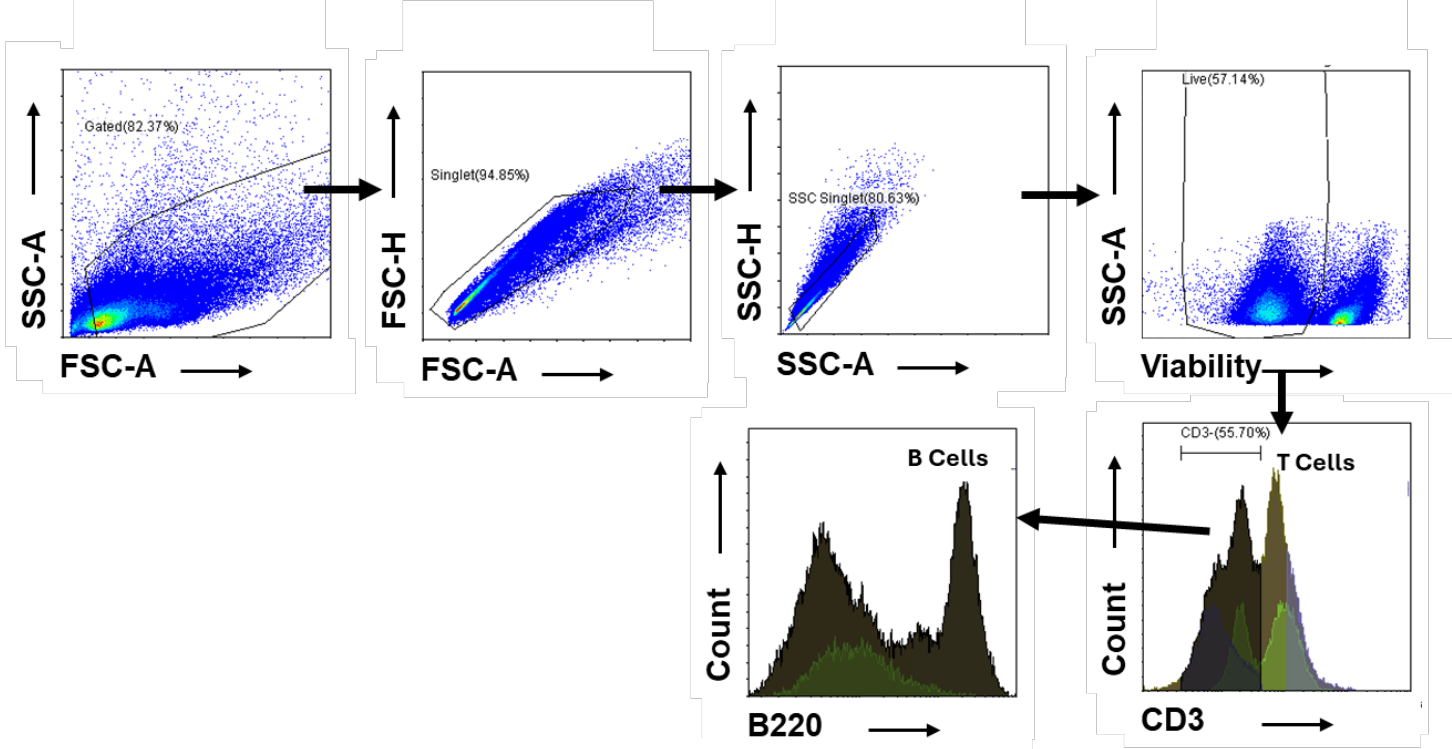 Gated(82.37%)
SSC-A
FSC-A
Singlet(94.85%)
FSC-H
FSC-A
SSC Singlet(80.63%)
SSC-H
SSC-A
Live(57.14%)
SSC-A
Viability
B Cells
Count
B220
CD3-(55.70%)
T Cells
Count
CD3